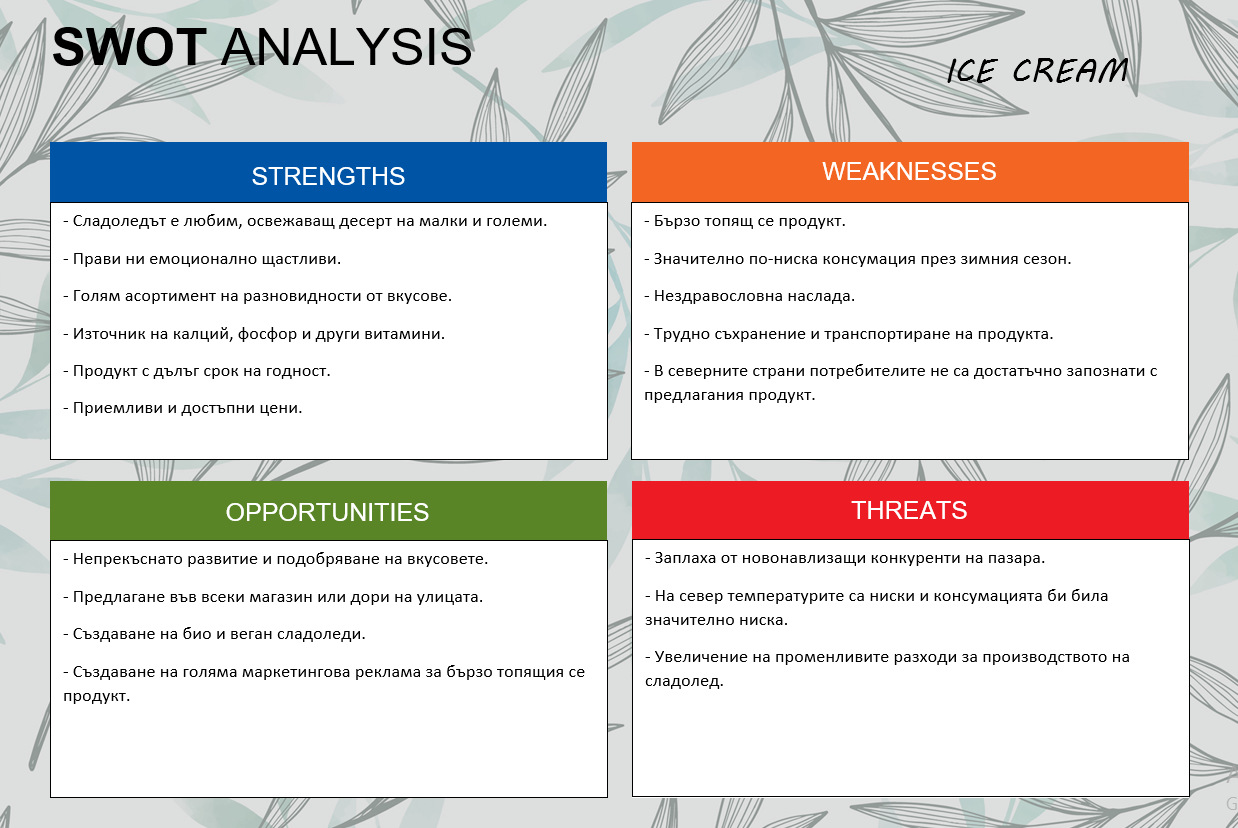 SWOT ANALYSIS
ICE CREAM
STRENGTHS
- Сладоледът е любим, освежаващ десерт на малки и големи.
- Прави ни емоционално щастливи.
- Голям асортимент на разновидности от вкусове.
- Източник на калций, фосфор и други витамини.
- Продукт с дълъг срок на годност.
- Приемливи и достъпни цени.
WEAKNESSES
- Бързо топящ се продукт.
- Значително по-ниска консумация през зимния сезон.
- Нездравословна наслада.
- Трудно съхранение и транспортиране на продукта.
- В северните страни потребителите не са достатъчно запознати с
предлагания продукт.
OPPORTUNITIES
- Непрекъснато развитие и подобряване на вкусовете.
- Предлагане във всеки магазин или дори на улицата.
- Създаване на био и веган сладоледи.
- Създаване на голяма маркетингова реклама за бързо топящия се
продукт.
THREATS
- Заплаха от новонавлизащи конкуренти на пазара.
- На север температурите са ниски и консумацията би била
значително ниска.
- Увеличение на променливите разходи за производството на
сладолед.